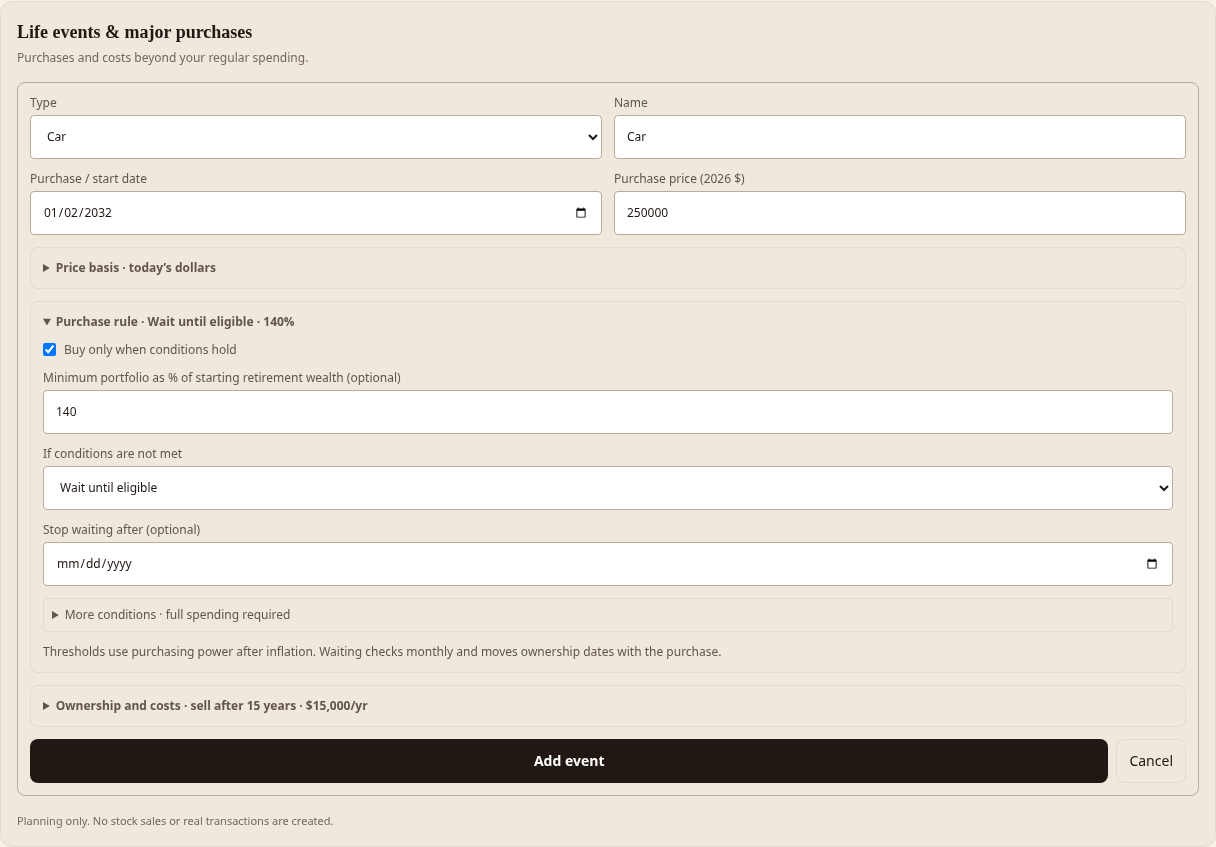 Life events & major purchases
Purchases and costs beyond your regular spending.
Type
Name
Car
Car
Purchase / start date
Purchase price (2026 $)
01/02/2032
250000
Price basis · today's dollars
Purchase rule · Wait until eligible · 140%
Buy only when conditions hold
Minimum portfolio as % of starting retirement wealth (optional)
140
If conditions are not met
Wait until eligible
Stop waiting after (optional)
mm/dd/yyyy
More conditions · full spending required
Thresholds use purchasing power after inflation. Waiting checks monthly and moves ownership dates with the purchase.
Ownership and costs · sell after 15 years · $15,000/yr
Add event
Cancel
Planning only. No stock sales or real transactions are created.